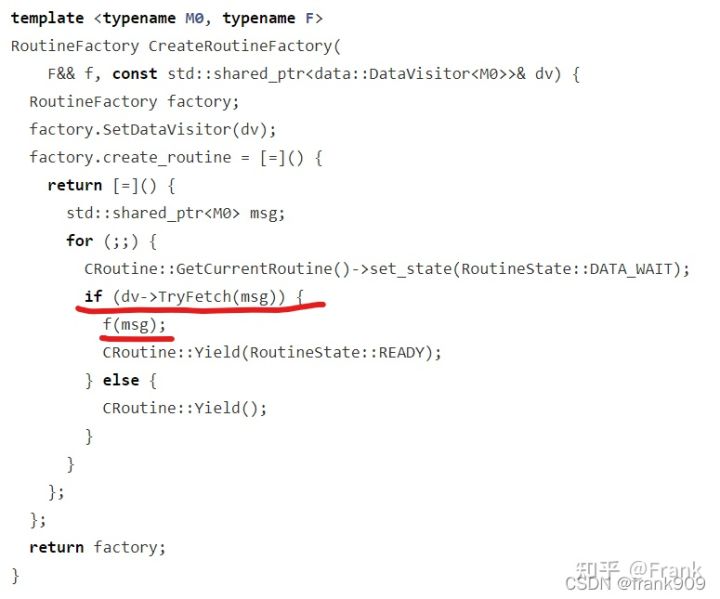 template <typename M0, typename F>
RoutineFactory CreateRoutineFactory(
    F&& f, const std::shared_ptr<data::DataVisitor<M0>>& dv) {
  RoutineFactory factory;
  factory.SetDataVisitor(dv);
  factory.create_routine = [=]() {
    return [=]() {
      std::shared_ptr<M0> msg;
      for (;;) {
        CRoutine::GetCurrentRoutine()->set_state(RoutineState::DATA_WAIT);
        if (dv->TryFetch(msg)) {
          f(msg);
          CRoutine::Yield(RoutineState::READY);
        } else {
          CRoutine::Yield();
        }
      }
    };
  };
  return factory;
}
知乎 @Frank
CSDN @frank909